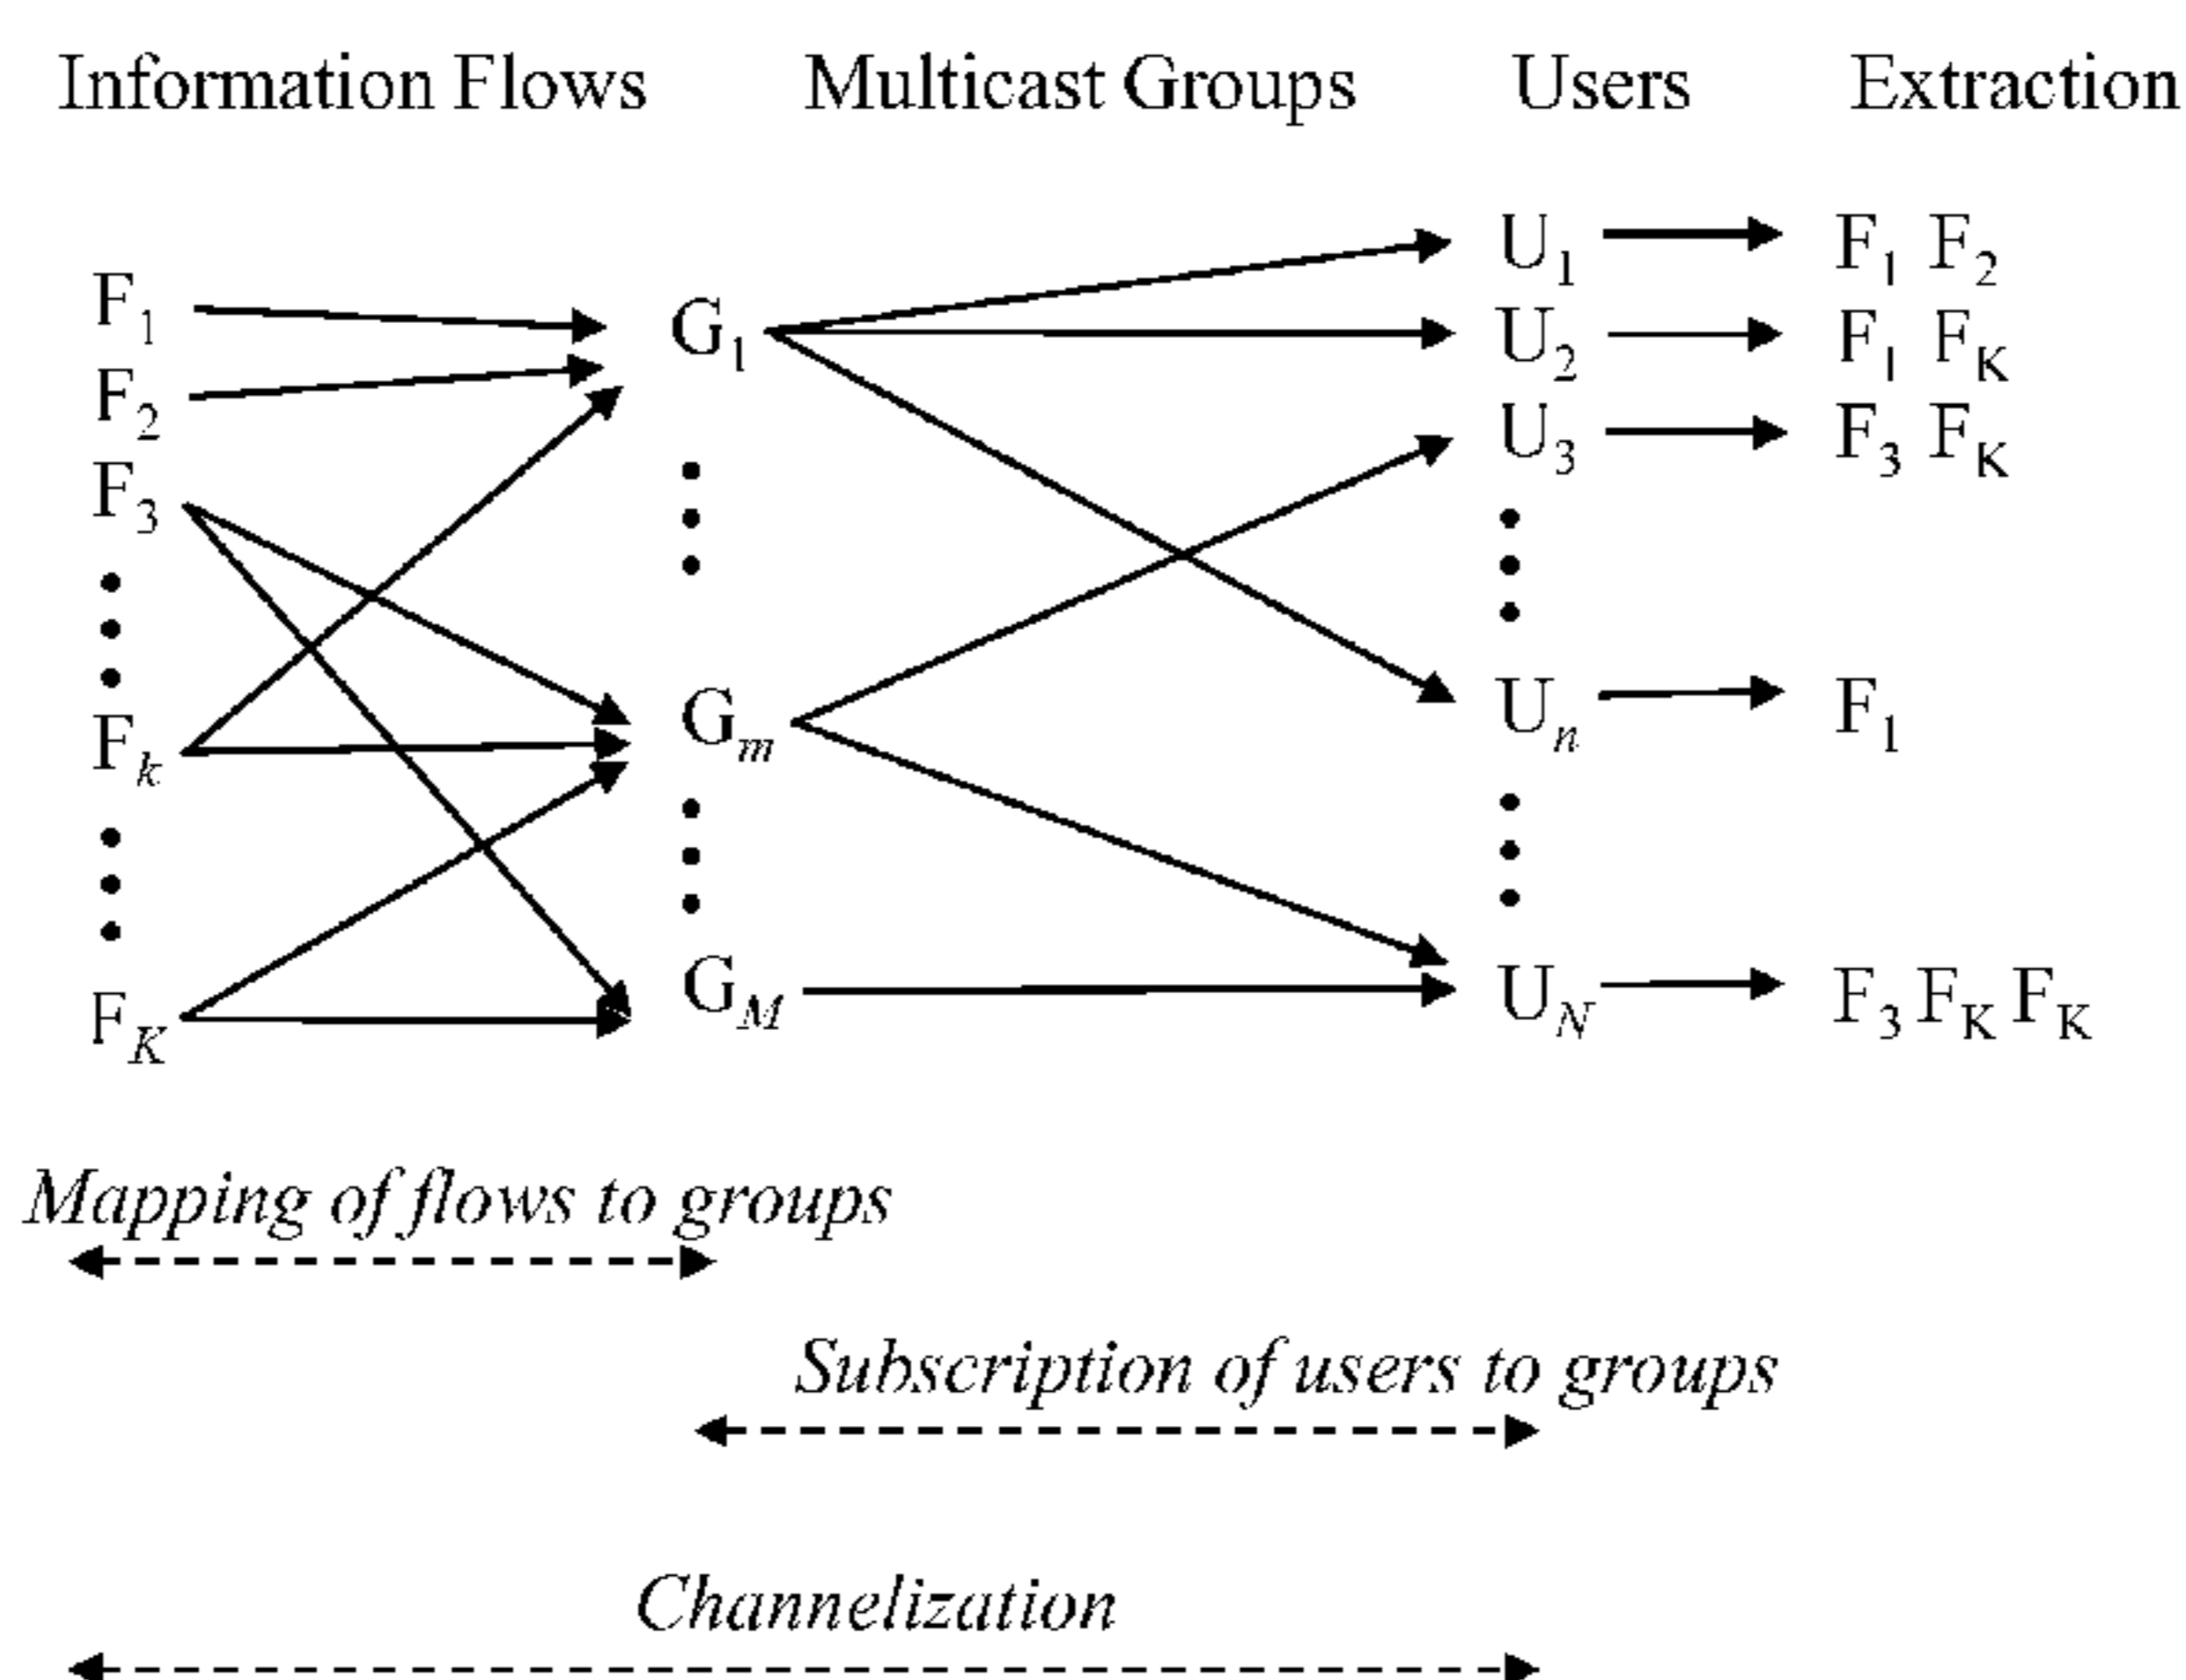 Information Flows Multicast Groups Users Extraction
F1 G1 U1 F1 F2
F2 U2 F1 FK
F3 U3 F3 FK
Fk Gm Un F1
FK GM UN F3 FK FK
Mapping of flows to groups
Subscription of users to groups
Channelization